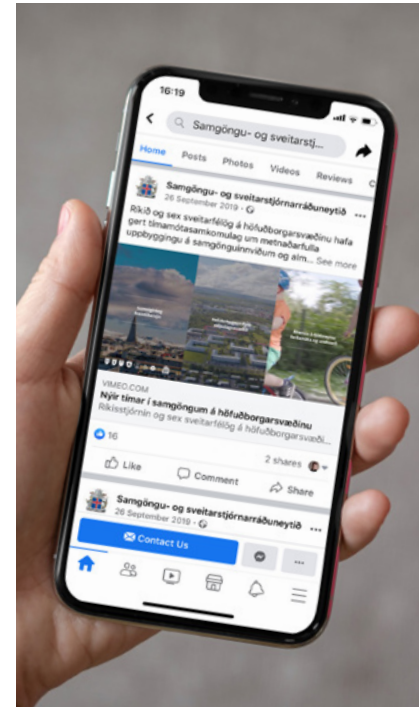 16:19
Samgöngu- og sveitarstj...
Home Posts Photos Videos Reviews C
Samgöngu- og sveitarstjórnarráðuneytið
26 September 2019
Ríkið og sex sveitarfélög á höfuðborgarsvæðinu hafa
gert tímamótasamkomulag um metnaðarfulla
uppbyggingu á samgönguinnviðum og alm... See more
VIMEO.COM
Nýir tímar í samgöngum á höfuðborgarsvæðinu
Ríkisstjórnin og sex sveitarfélög á höfuðborgarsvæði...
16
2 shares
Like Comment Share
Samgöngu- og sveitarstjórnarráðuneytið
26 September 2019
Contact Us